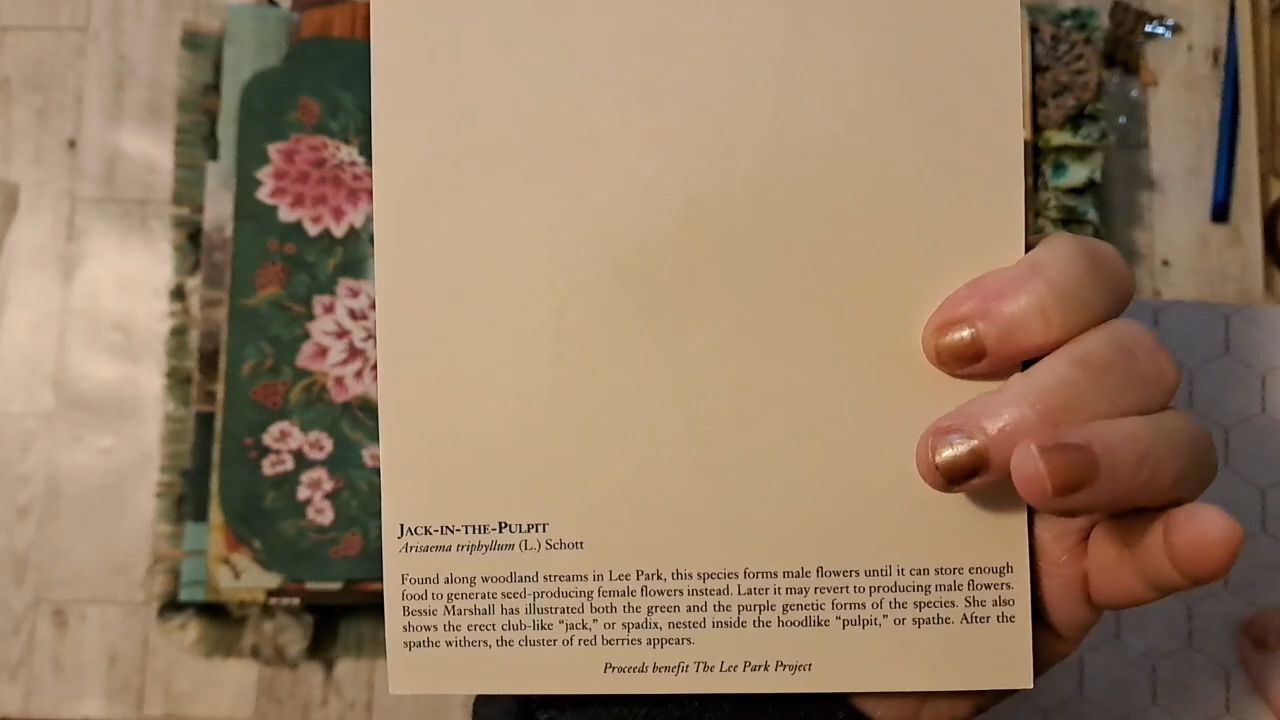 JACK-IN-THE-PULPIT
Arisaema triphyllum (L.) Schott
Found along woodland streams in Lee Park, this species forms male flowers until it can store enough
food to generate seed-producing female flowers instead. Later it may revert to producing male flowers.
Bessie Marshall has illustrated both the green and the purple genetic forms of the species. She also
shows the erect club-like “jack,” or spadix, nested inside the hoodlike “pulpit,” or spathe. After the
spathe withers, the cluster of red berries appears.
Proceeds benefit The Lee Park Project